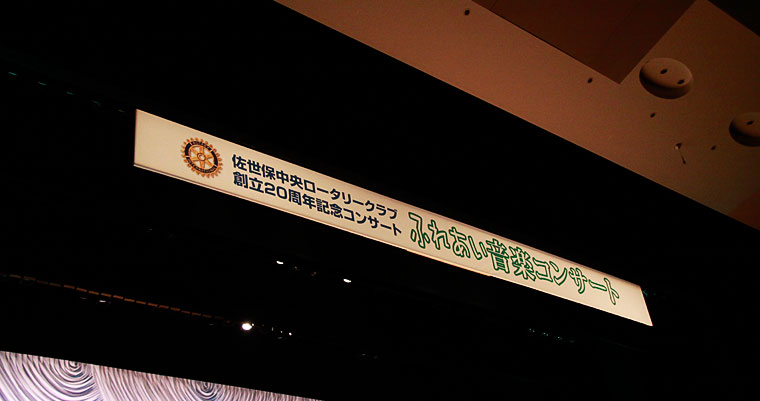 佐世保中央ロータリークラブ
創立20周年記念コンサート
ふれあい音楽コンサート